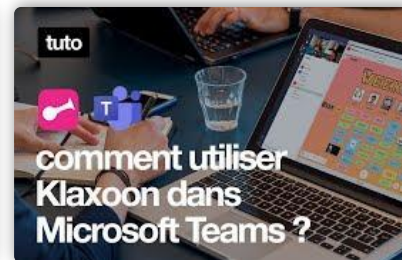 tuto
T
comment utiliser
Klaxoon dans
Microsoft Teams ?